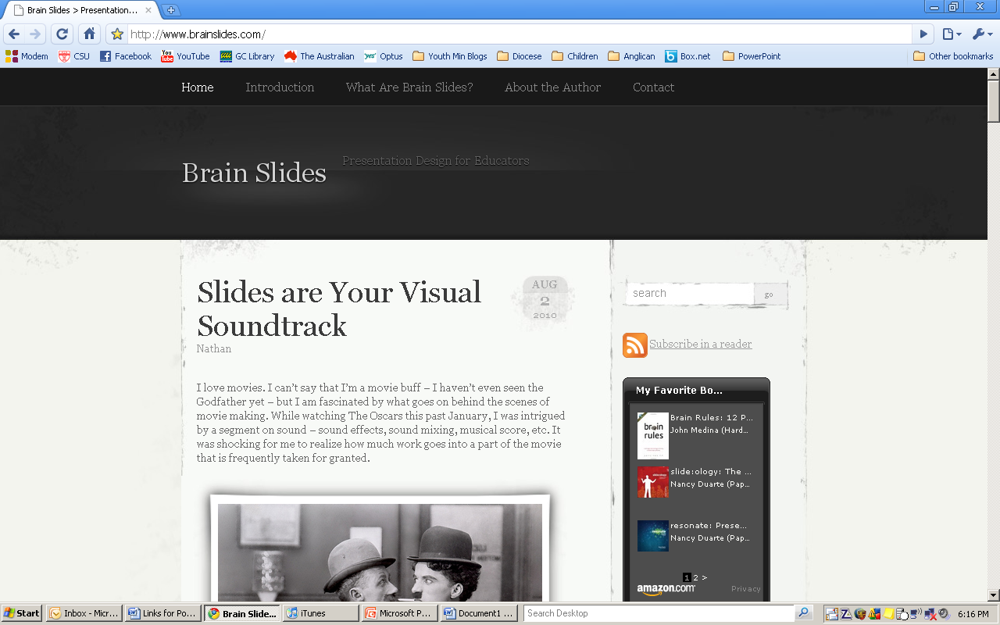 Brain Slides > Presentation...
http://www.brainslides.com/
Modem CSU Facebook YouTube GC Library The Australian Optus Youth Min Blogs Diocese Children Anglican Box.net PowerPoint Other bookmarks
Home Introduction What Are Brain Slides? About the Author Contact
Brain Slides Presentation Design for Educators
Slides are Your Visual
Soundtrack
Nathan
AUG
2
2010
I love movies. I can't say that I'm a movie buff – I haven't even seen the
Godfather yet – but I am fascinated by what goes on behind the scenes of
movie making. While watching The Oscars this past January, I was intrigued
by a segment on sound – sound effects, sound mixing, musical score, etc. It
was shocking for me to realize how much work goes into a part of the movie
that is frequently taken for granted.
search go
Subscribe in a reader
My Favorite Bo...
brain
rules
Brain Rules: 12 P...
John Medina (Hard...
slide:ology: The ...
Nancy Duarte (Pap...
resonate: Prese...
Nancy Duarte (Pap...
1 2 >
amazon.com Privacy
Start Inbox - Micr... Links for Po... Brain Slide... iTunes Microsoft P... Document1 ... Search Desktop 6:16 PM